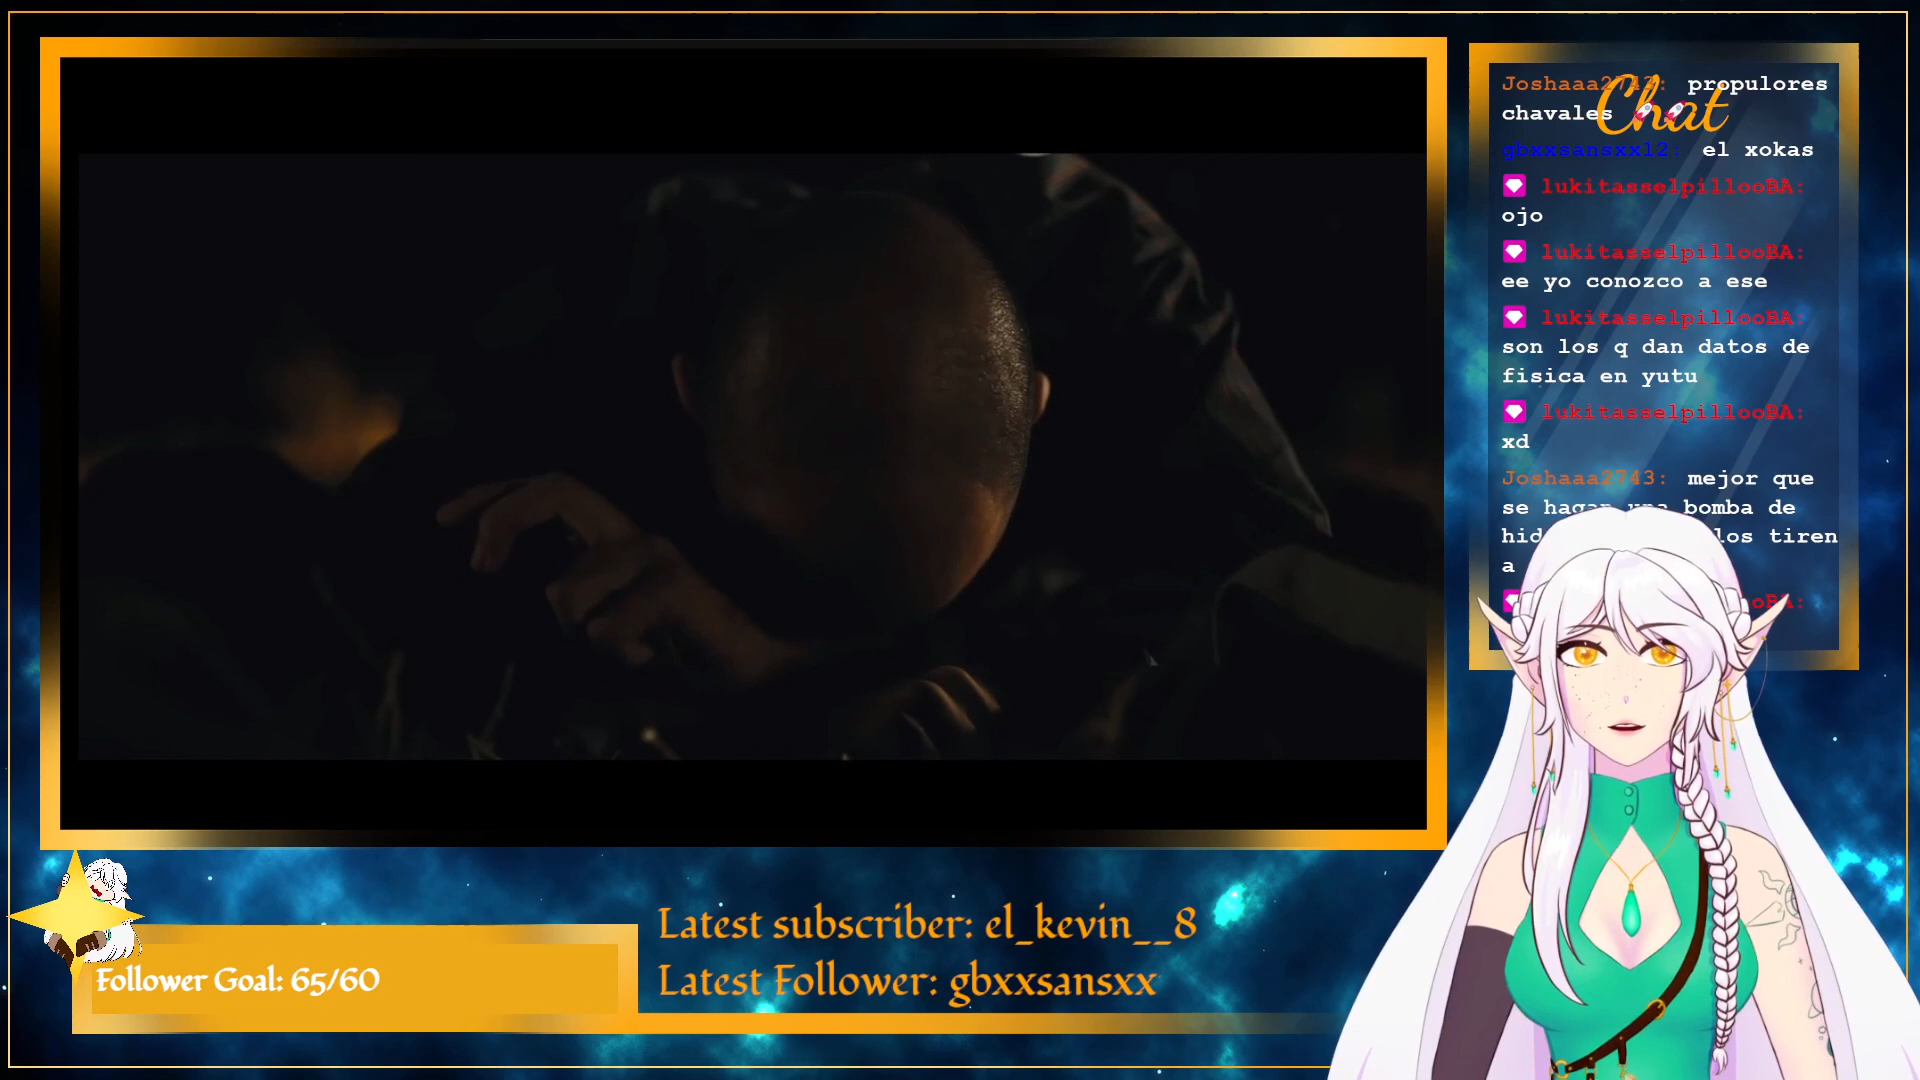 Chat
Joshaaa2743: propulores
chavales
gbxxsansxx12: el xokas
lukitasselpillooBA:
ojo
lukitasselpillooBA:
ee yo conozco a ese
lukitasselpillooBA:
son los q dan datos de
fisica en yutu
lukitasselpillooBA:
xd
Joshaaa2743: mejor que
se hagan una bomba de
los tiren
a
Latest subscriber: el_kevin__8
Latest Follower: gbxxsansxx
Follower Goal: 65/60